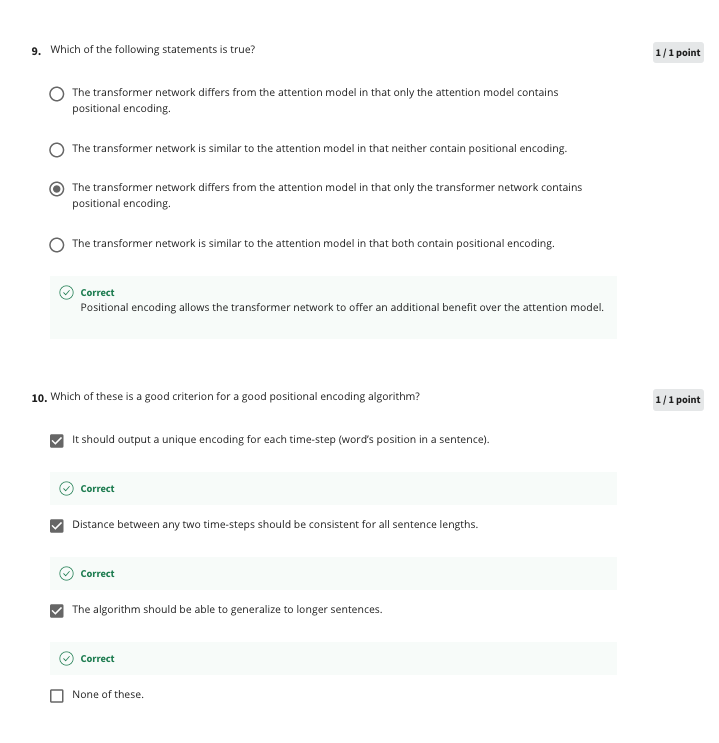 9. Which of the following statements is true?
1 / 1 point
The transformer network differs from the attention model in that only the attention model contains
positional encoding.
The transformer network is similar to the attention model in that neither contain positional encoding.
The transformer network differs from the attention model in that only the transformer network contains
positional encoding.
The transformer network is similar to the attention model in that both contain positional encoding.
Correct
Positional encoding allows the transformer network to offer an additional benefit over the attention model.
10. Which of these is a good criterion for a good positional encoding algorithm?
1 / 1 point
It should output a unique encoding for each time-step (word’s position in a sentence).
Correct
Distance between any two time-steps should be consistent for all sentence lengths.
Correct
The algorithm should be able to generalize to longer sentences.
Correct
None of these.